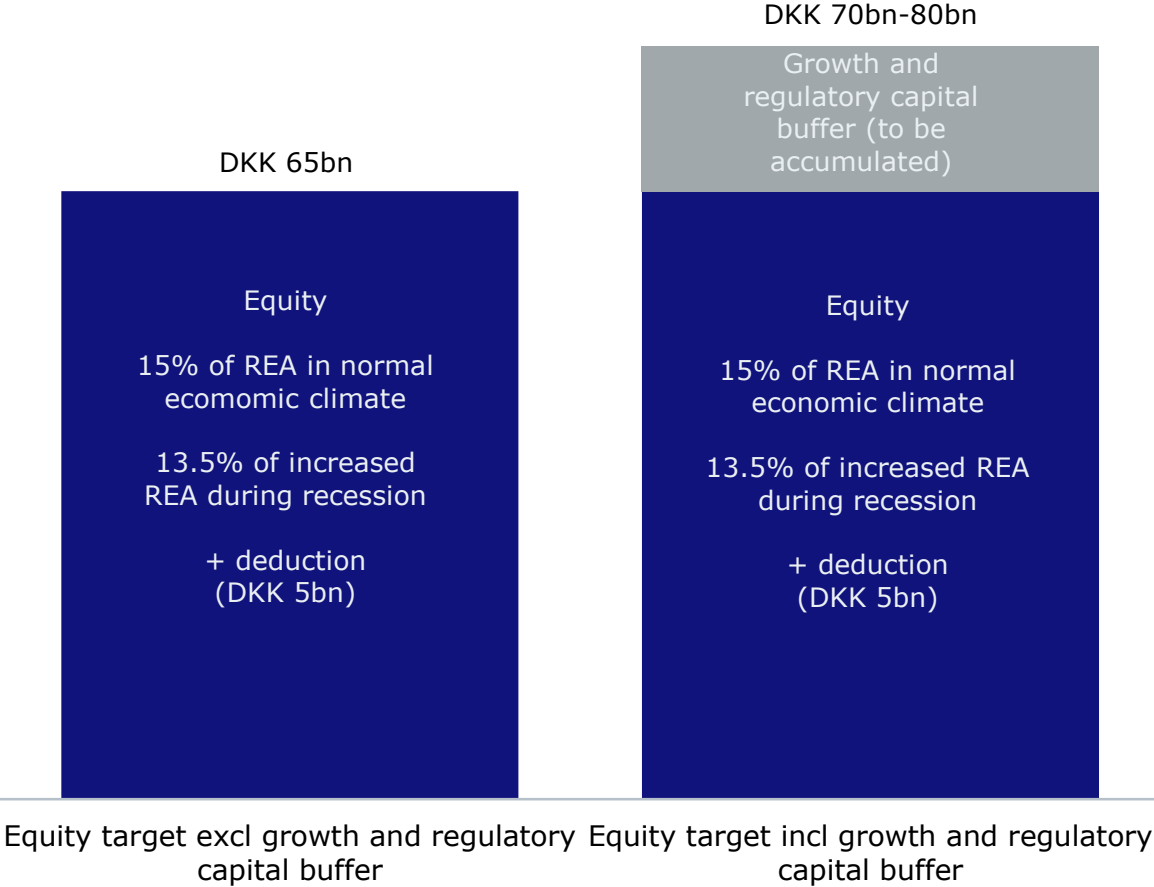 DKK 70bn-80bn
Growth and
regulatory capital
buffer (to be
accumulated)
DKK 65bn
Equity
15% of REA in normal
ecomomic climate
13.5% of increased
REA during recession
+ deduction
(DKK 5bn)
Equity
15% of REA in normal
economic climate
13.5% of increased REA
during recession
+ deduction
(DKK 5bn)
Equity target excl growth and regulatory
capital buffer
Equity target incl growth and regulatory
capital buffer